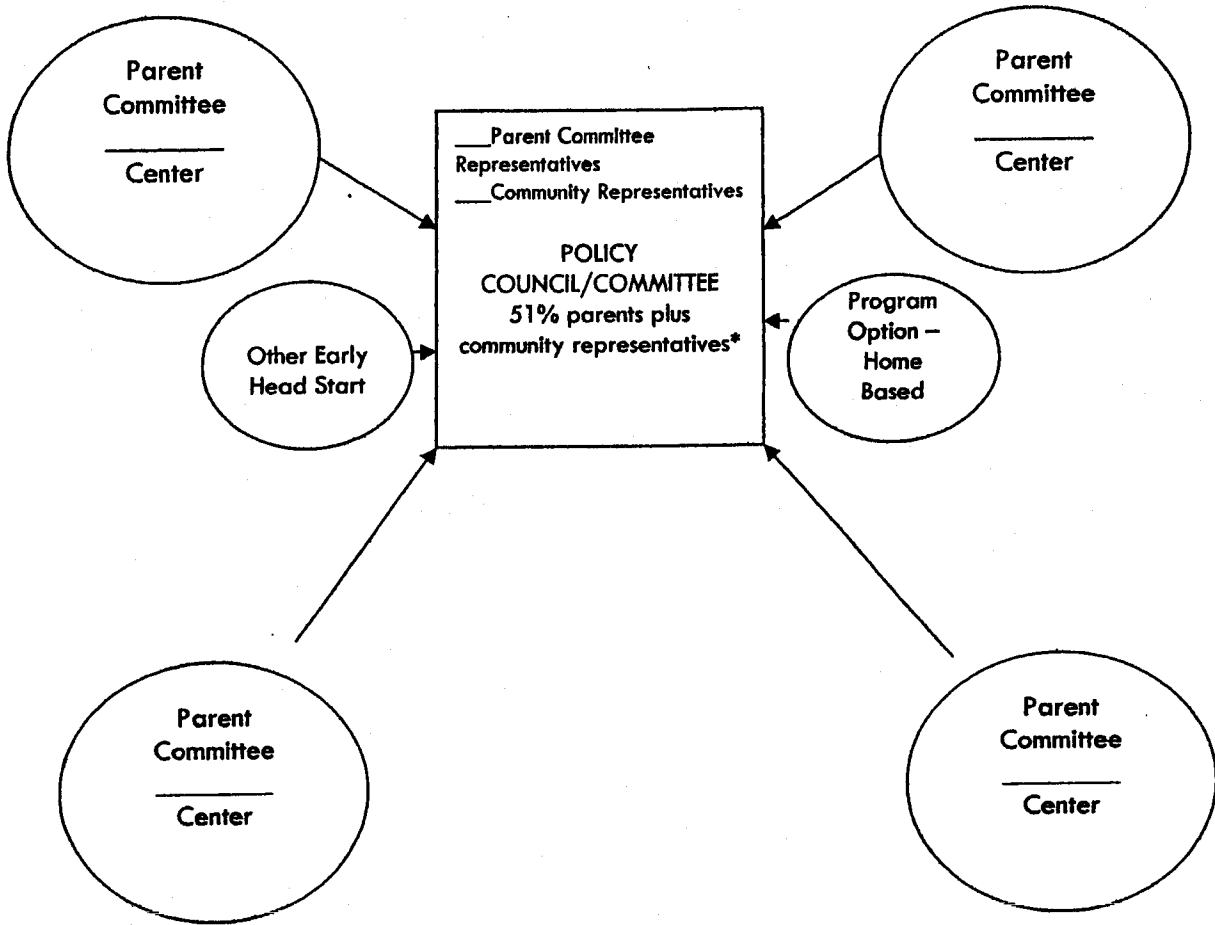 Parent
Committee
Center
Parent
Committee
Center
___Parent Committee
Representatives
___Community Representatives
POLICY
COUNCIL/COMMITTEE
51% parents plus
community representatives*
Other Early
Head Start
Program
Option –
Home
Based
Parent
Committee
Center
Parent
Committee
Center